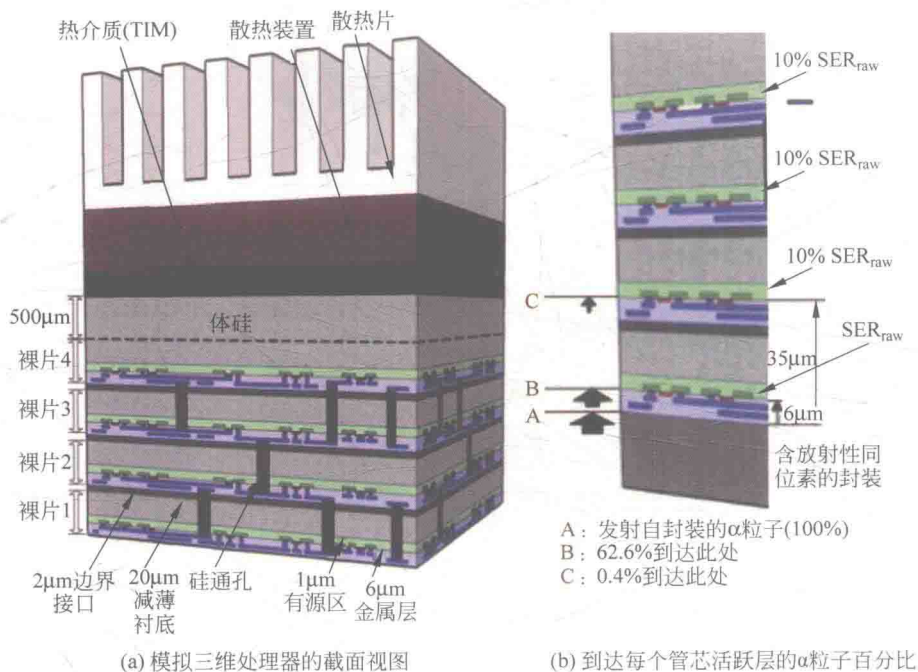 热介质(TIM)
散热装置
散热片
500μm
体硅
裸片4
裸片3
裸片2
裸片1
2μm边界
接口
20μm
减薄
衬底
硅通孔
1μm
有源区
6μm
金属层
(a) 模拟三维处理器的截面视图
10% SERraw
10% SERraw
10% SERraw
C
SERraw
35μm
B
A
6μm
含放射性同
位素的封装
A:发射自封装的α粒子(100%)
B:62.6%到达此处
C:0.4%到达此处
(b) 到达每个管芯活跃层的α粒子百分比